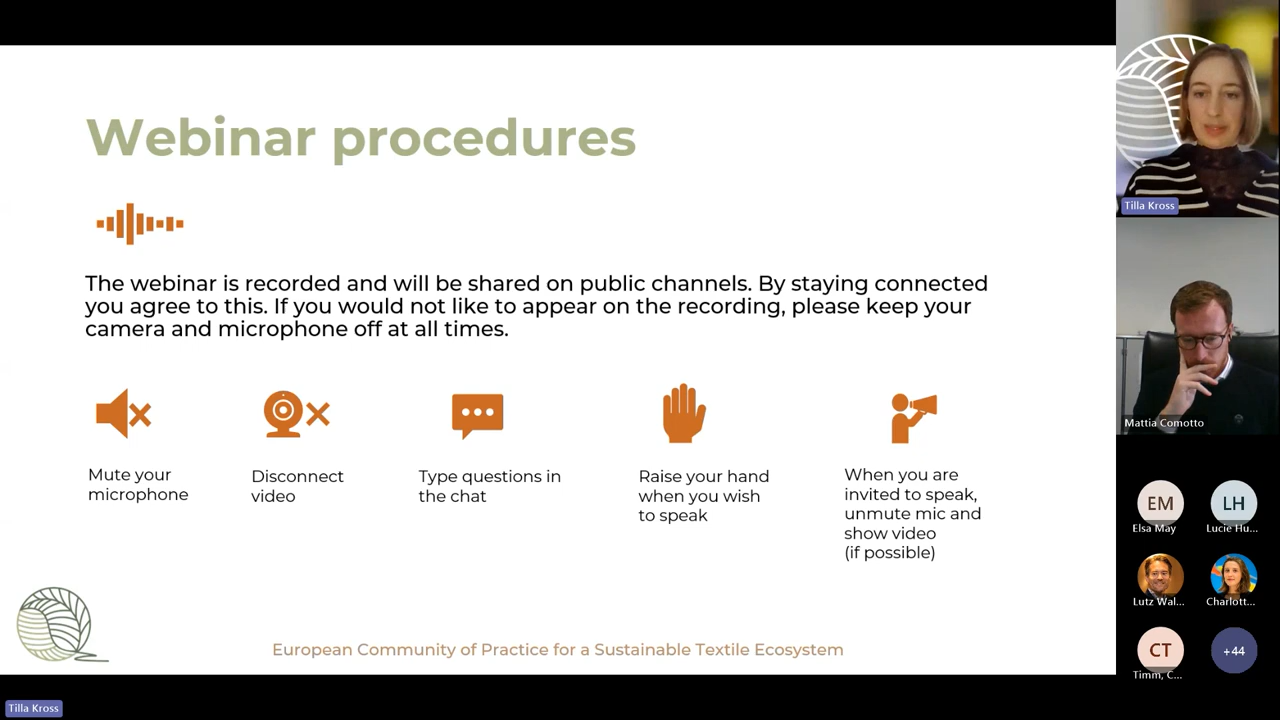 Webinar procedures
The webinar is recorded and will be shared on public channels. By staying connected
you agree to this. If you would not like to appear on the recording, please keep your
camera and microphone off at all times.
Mute your
microphone
Disconnect
video
Type questions in
the chat
Raise your hand
when you wish
to speak
When you are
invited to speak,
unmute mic and
show video
(if possible)
European Community of Practice for a Sustainable Textile Ecosystem
Tilla Kross
Tilla Kross
Mattia Comotto
EM
Elsa May
LH
Lucie Hu...
Lutz Wal...
Charlott...
CT
Timm, C...
+44